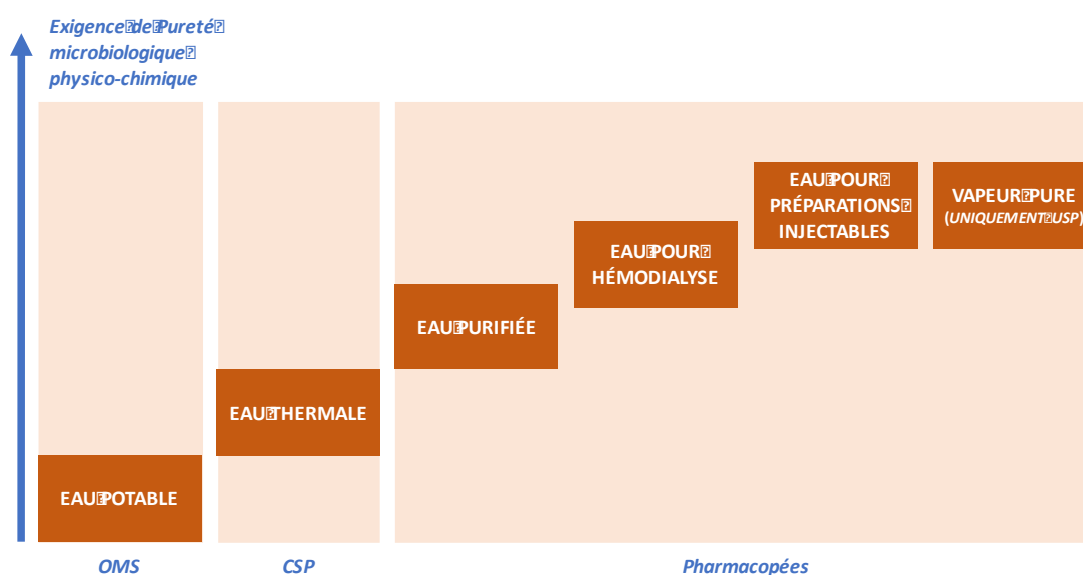 Exigence de Pureté
microbiologique
physico-chimique
EAU POUR
PRÉPARATIONS
INJECTABLES
VAPEUR PURE
(UNIQUEMENT USP)
EAU POUR
HÉMODIALYSE
EAU PURIFIÉE
EAU THERMALE
EAU POTABLE
OMS
CSP
Pharmacopées